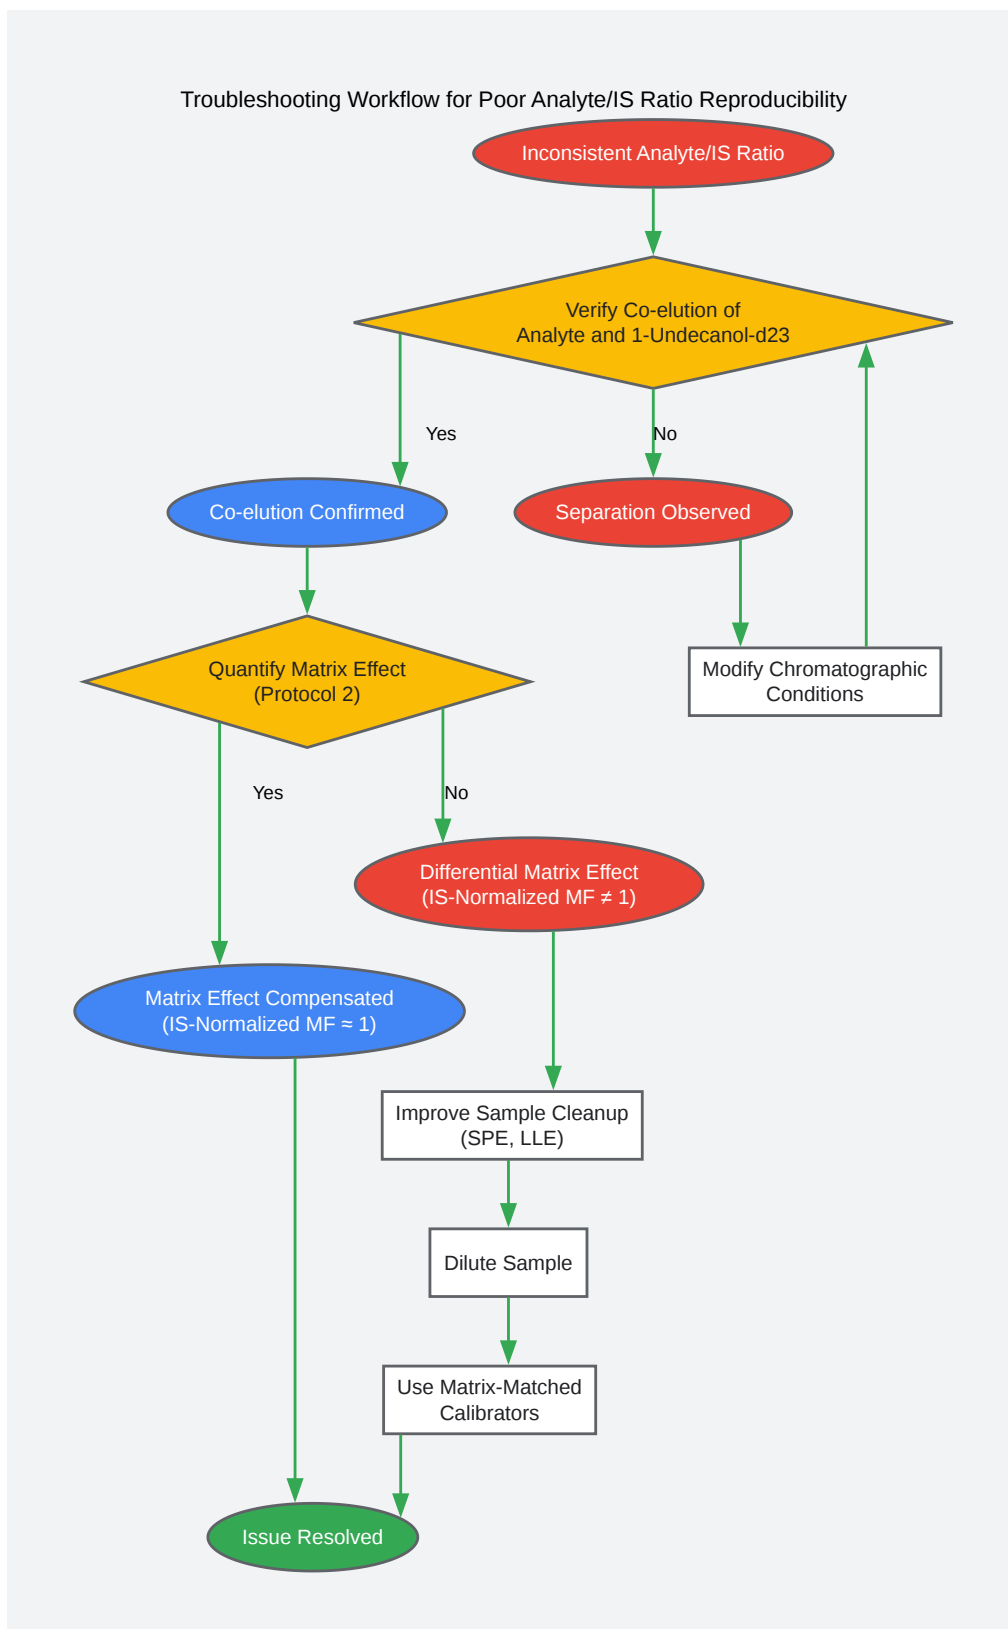 Troubleshooting Workflow for Poor Analyte/IS Ratio Reproducibility
Inconsistent Analyte/IS Ratio
Verify Co-elution of
Analyte and 1-Undecanol-d23
Yes
No
Co-elution Confirmed
Separation Observed
Quantify Matrix Effect
(Protocol 2)
Modify Chromatographic
Conditions
Yes
No
Differential Matrix Effect
(IS-Normalized MF ≠ 1)
Matrix Effect Compensated
(IS-Normalized MF ≈ 1)
Improve Sample Cleanup
(SPE, LLE)
Dilute Sample
Use Matrix-Matched
Calibrators
Issue Resolved